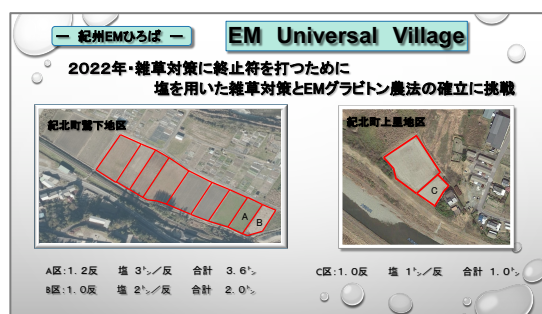 ― 紀州EMひろば ―
EM Universal Village
2022年・雑草対策に終止符を打つために
塩を用いた雑草対策とEMグラビトン農法の確立に挑戦
紀北町鷲下地区
紀北町上里地区
A
B
C
A区:1.2反 塩 3㌧/反 合計 3.6㌧
B区:1.0反 塩 2㌧/反 合計 2.0㌧
C区:1.0反 塩 1㌧/反 合計 1.0㌧